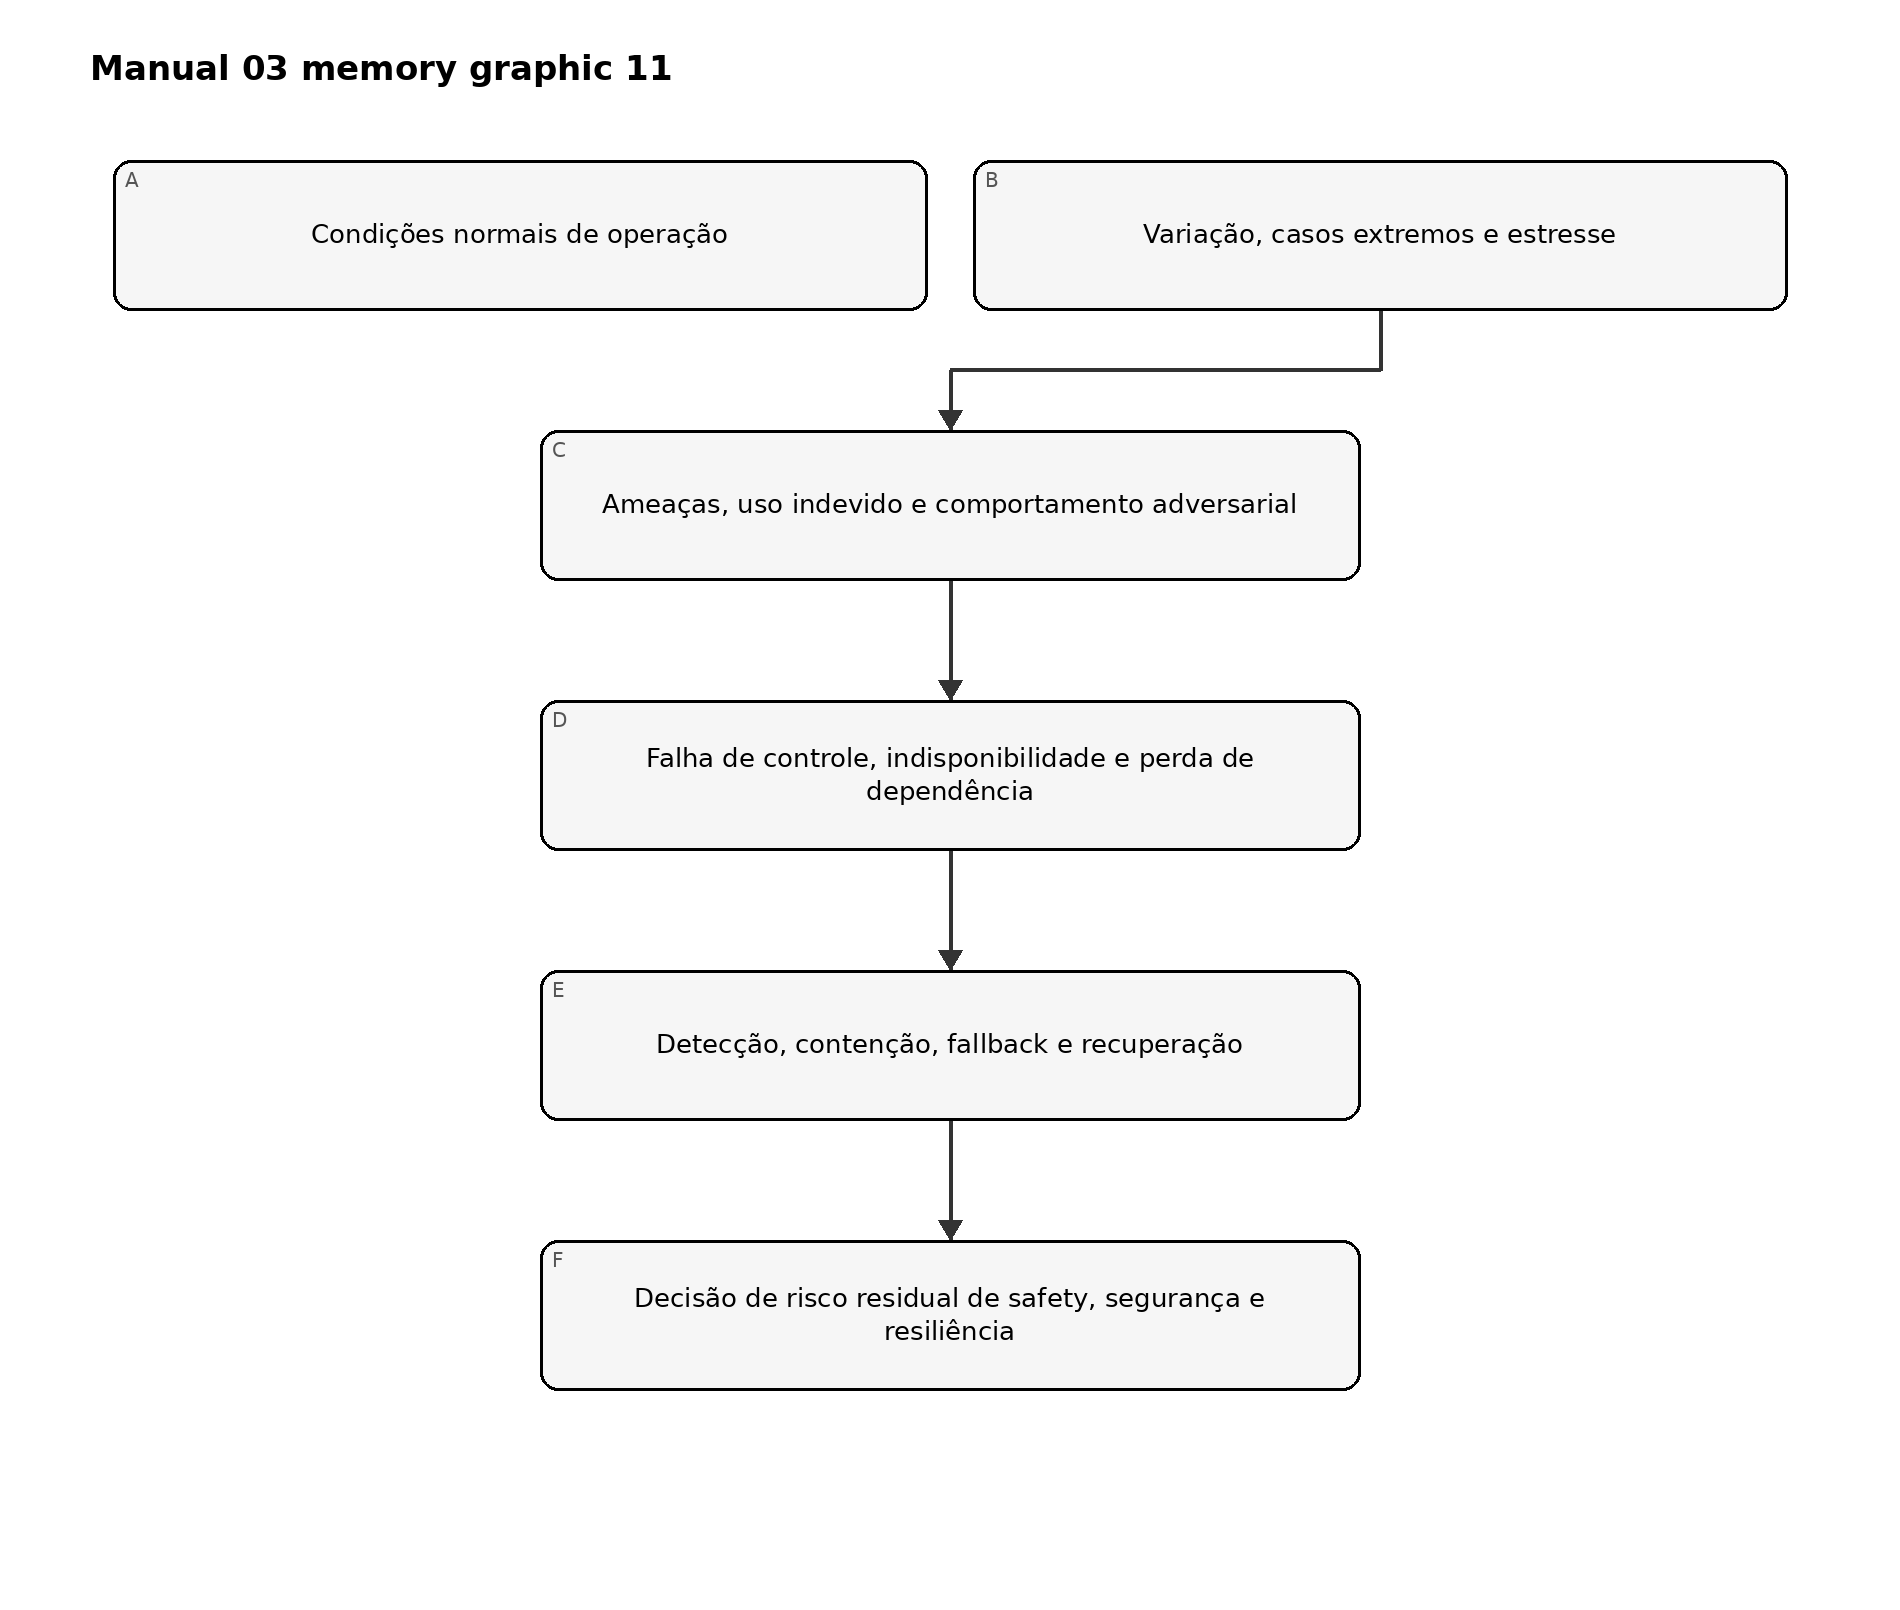 Manual 03 memory graphic 11
A
Condições normais de operação
B
Variação, casos extremos e estresse
C
Ameaças, uso indevido e comportamento adversarial
D
Falha de controle, indisponibilidade e perda de
dependência
E
Detecção, contenção, fallback e recuperação
F
Decisão de risco residual de safety, segurança e
resiliência